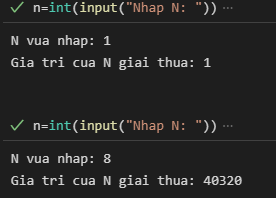 n=int(input("Nhap N: ")) ...
N vua nhap: 1
Gia tri cua N giai thua: 1
n=int(input("Nhap N: ")) ...
N vua nhap: 8
Gia tri cua N giai thua: 40320